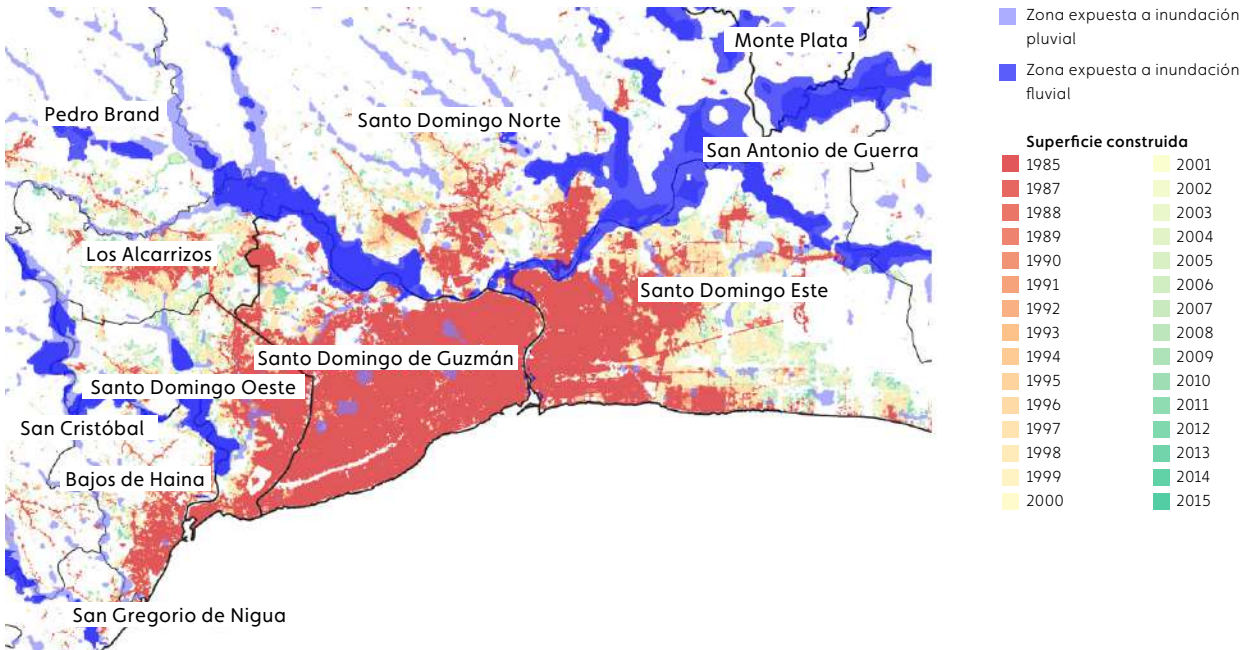 Monte Plata
Pedro Brand
Santo Domingo Norte
San Antonio de Guerra
Los Alcarrizos
Santo Domingo Este
Santo Domingo de Guzmán
Santo Domingo Oeste
San Cristóbal
Bajos de Haina
San Gregorio de Nigua
Zona expuesta a inundación
pluvial
Zona expuesta a inundación
fluvial
Superficie construida
1985
1987
1988
1989
1990
1991
1992
1993
1994
1995
1996
1997
1998
1999
2000
2001
2002
2003
2004
2005
2006
2007
2008
2009
2010
2011
2012
2013
2014
2015